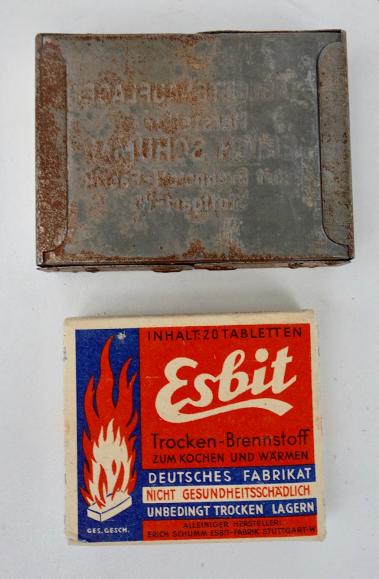 INHALT: 20 TABLETTEN
Esbit
Trocken-Brennstoff
ZUM KOCHEN UND WÄRMEN
DEUTSCHES FABRIKAT
NICHT GESUNDHEITSSCHÄDLICH
UNBEDINGT TROCKEN LAGERN
ALLEINIGER HERSTELLER:
ERICH SCHUMM ESBIT-FABRIK STUTTGART-W
GES. GESCH.